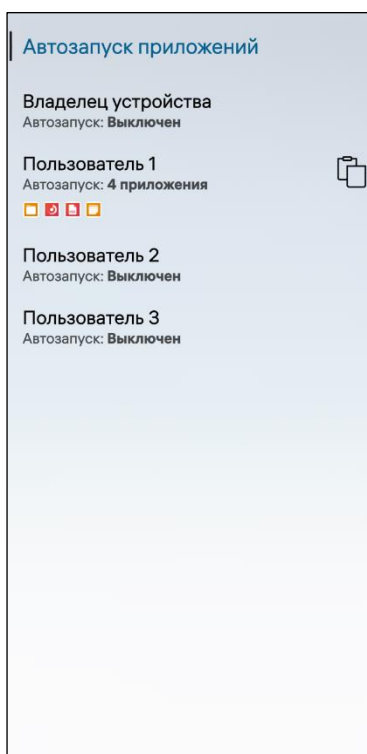 Автозапуск приложений
Владелец устройства
Автозапуск: Выключен
Пользователь 1
Автозапуск: 4 приложения
Пользователь 2
Автозапуск: Выключен
Пользователь 3
Автозапуск: Выключен